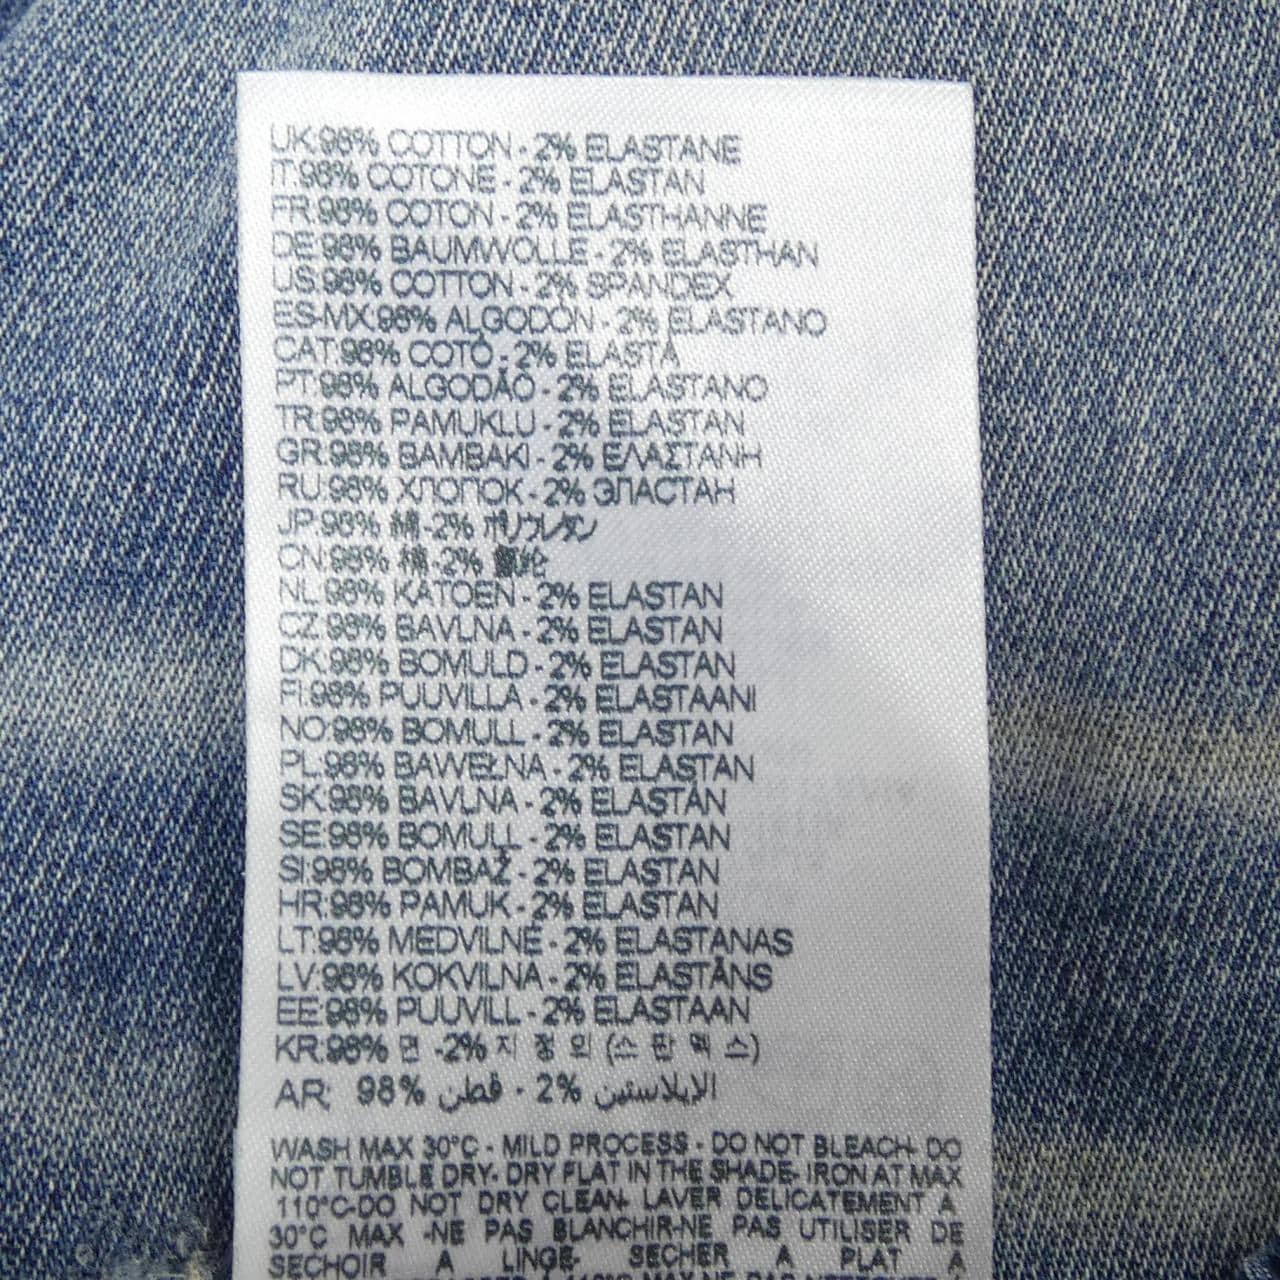 UK:98% COTTON - 2% ELASTANE
IT:98% COTONE - 2% ELASTAN
FR:98% COTON - 2% ELASTHANNE
DE:98% BAUMWOLLE - 2% ELASTHAN
US:98% COTTON - 2% SPANDEX
ES-MX:98% ALGODÓN - 2% ELASTANO
CAT:98% COTÓ - 2% ELASTÀ
PT:98% ALGODÃO - 2% ELASTANO
TR:98% PAMUKLU - 2% ELASTAN
GR:98% BAMBAKI - 2% ΕΛΑΣΤΑΝΗ
RU:98% ХЛОПОК - 2% ЭЛАСТАН
JP:98% 綿 -2% ポリウレタン
CN:98% 棉 -2%
NL:98% KATOEN - 2% ELASTAN
CZ:98% BAVLNA - 2% ELASTAN
DK:98% BOMULD - 2% ELASTAN
FI:98% PUUVILLA - 2% ELASTAANI
NO:98% BOMULL - 2% ELASTAN
PL:98% BAWEŁNA - 2% ELASTAN
SK:98% BAVLNA - 2% ELASTAN
SE:98% BOMULL - 2% ELASTAN
SI:98% BOMBAŽ - 2% ELASTAN
HR:98% PAMUK - 2% ELASTAN
LT:98% MEDVILNĖ - 2% ELASTANAS
LV:98% KOKVILNA - 2% ELASTĀNS
EE:98% PUUVILL - 2% ELASTAAN
KR:98% 면 -2% 지 정 외 (스 판 덱 스)
AR: 98% قطن - 2% الإيلاستين
WASH MAX 30°C - MILD PROCESS - DO NOT BLEACH- DO
NOT TUMBLE DRY- DRY FLAT IN THE SHADE- IRON AT MAX
110°C-DO NOT DRY CLEAN- LAVER DELICATEMENT A
30°C MAX -NE PAS BLANCHIR-NE PAS UTILISER DE
SECHOIR A LINGE- SECHER A PLAT A